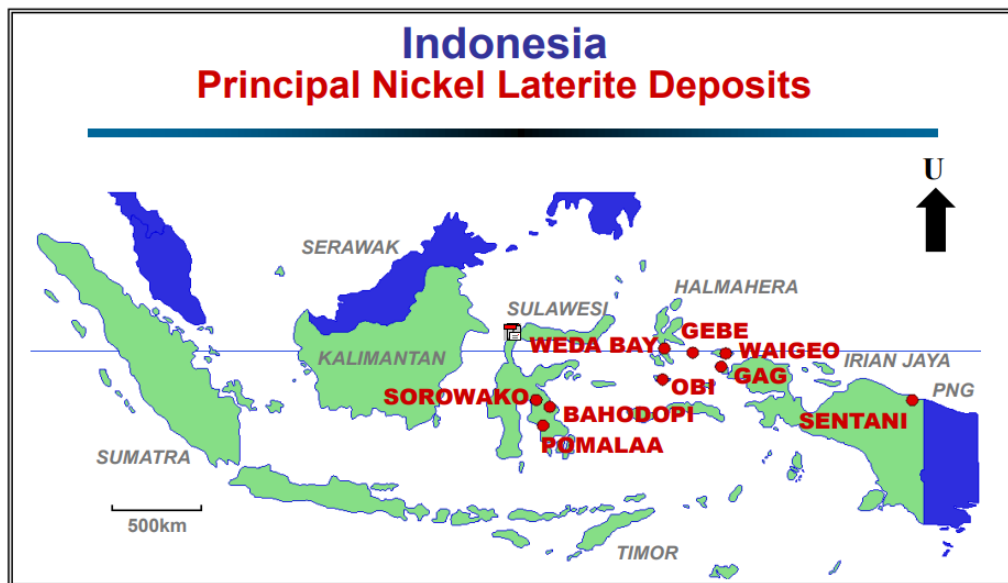 Indonesia
Principal Nickel Laterite Deposits
U
SERAWAK
HALMAHERA
SULAWESI
GEBE
WEDA BAY
WAIGEO
KALIMANTAN
IRIAN JAYA
GAG
OBI
PNG
SOROWAKO
BAHODOPI
SENTANI
POMALAA
SUMATRA
500km
TIMOR